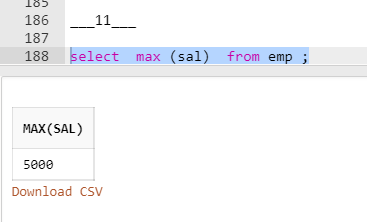 185
186 ___11___
187
188 select  max (sal)  from emp ;
MAX(SAL)
5000
Download CSV